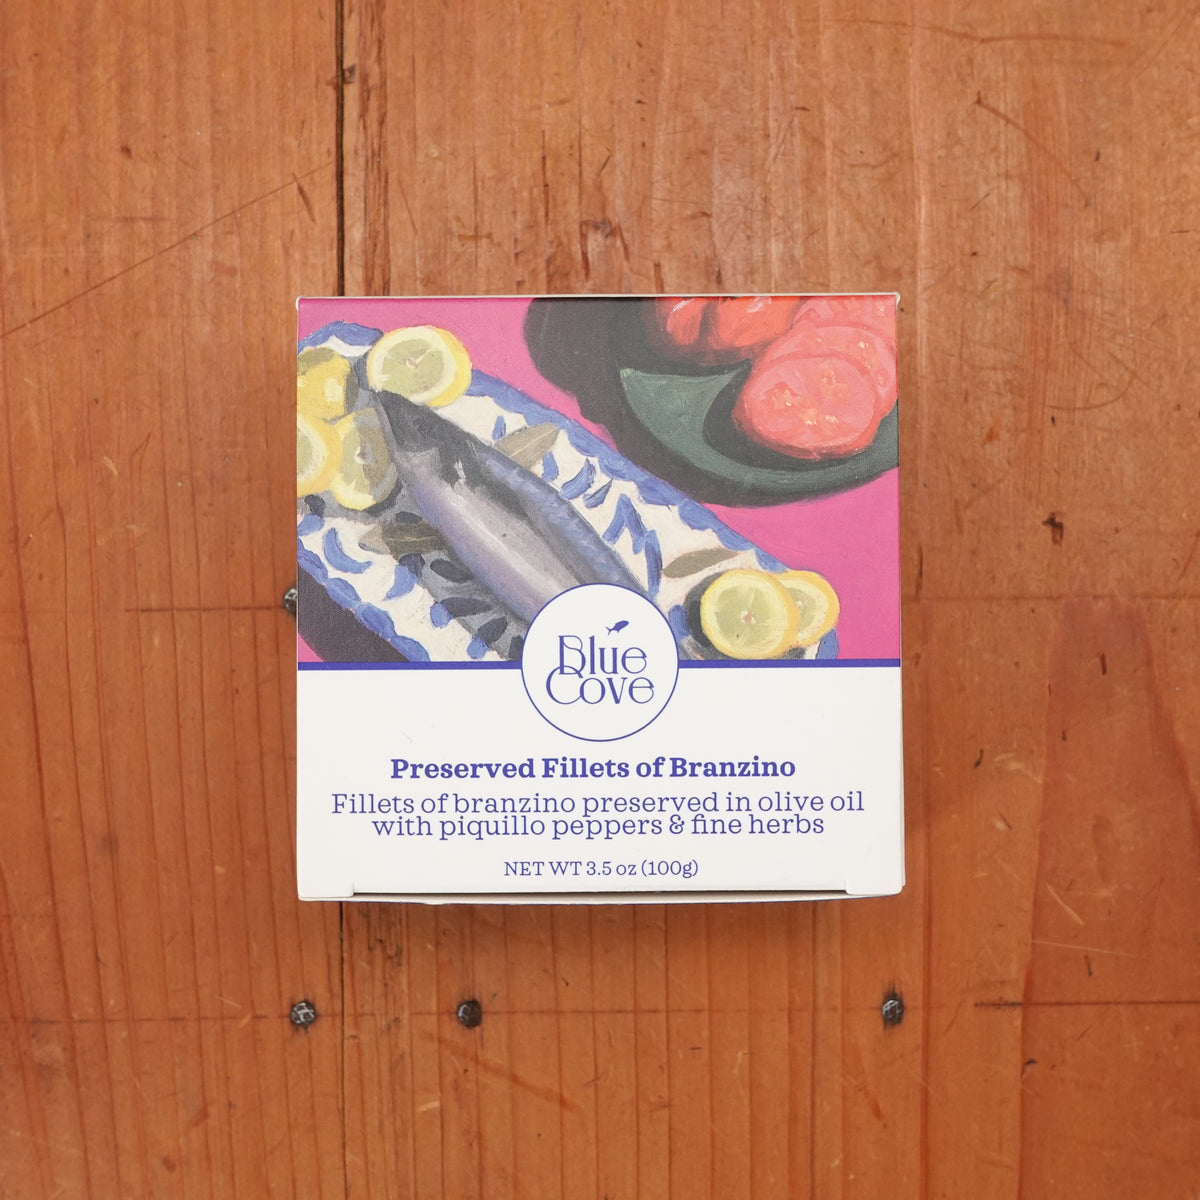 Blue
Cove
Preserved Fillets of Branzino
Fillets of branzino preserved in olive oil
with piquillo peppers & fine herbs
NET WT 3.5 oz (100g)